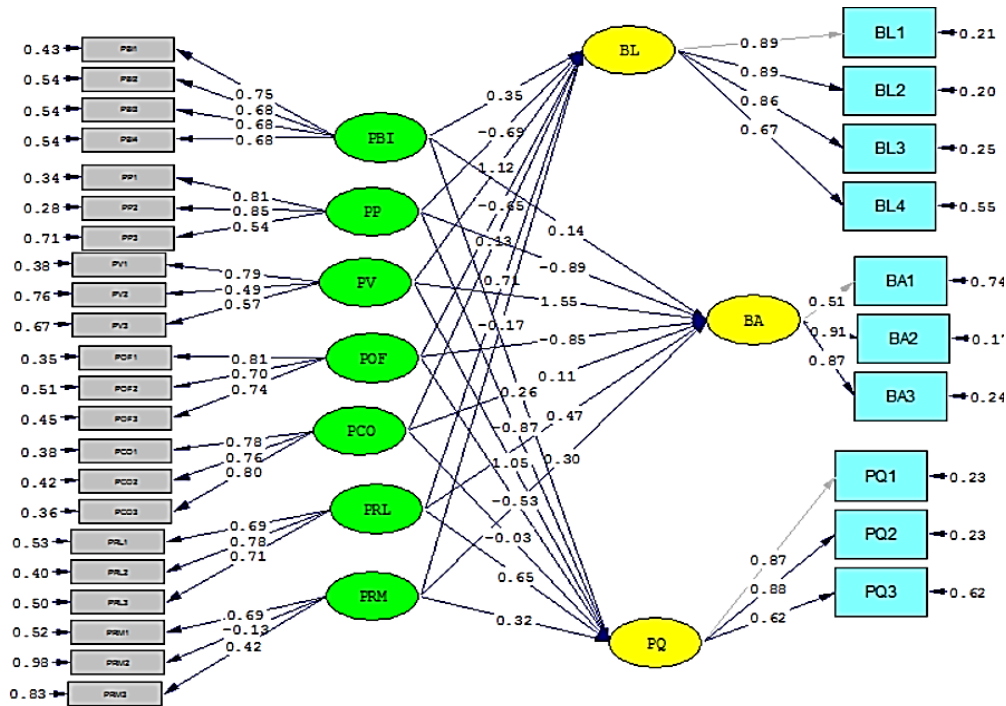 0.43 PBI1
0.54 PBI2
0.54 PBI3
0.54 PBI4
0.34 PP1
0.28 PP2
0.71 PP3
0.38 PV1
0.76 PV2
0.67 PV3
0.35 POF1
0.51 POF2
0.45 POF3
0.38 PCO1
0.42 PCO2
0.36 PCO3
0.53 PRL1
0.40 PRL2
0.50 PRL3
0.52 PRM1
0.98 PRM2
0.83 PRM3
0.75
0.68
0.68
0.68
0.81
0.85
0.54
0.79
0.49
0.57
0.81
0.70
0.74
0.78
0.76
0.80
0.69
0.78
0.71
0.69
-0.13
0.42
PBI
PP
PV
POF
PCO
PRL
PRM
0.35
-0.69
1.12
-0.65
0.13
0.71
-0.17
0.14
-0.89
1.55
-0.85
0.11
0.26
0.47
-0.87
0.30
1.05
-0.53
-0.03
0.65
0.32
BL
BA
PQ
0.89
0.89
0.86
0.67
0.51
0.91
0.87
0.87
0.88
0.62
BL1 0.21
BL2 0.20
BL3 0.25
BL4 0.55
BA1 0.74
BA2 0.17
BA3 0.24
PQ1 0.23
PQ2 0.23
PQ3 0.62